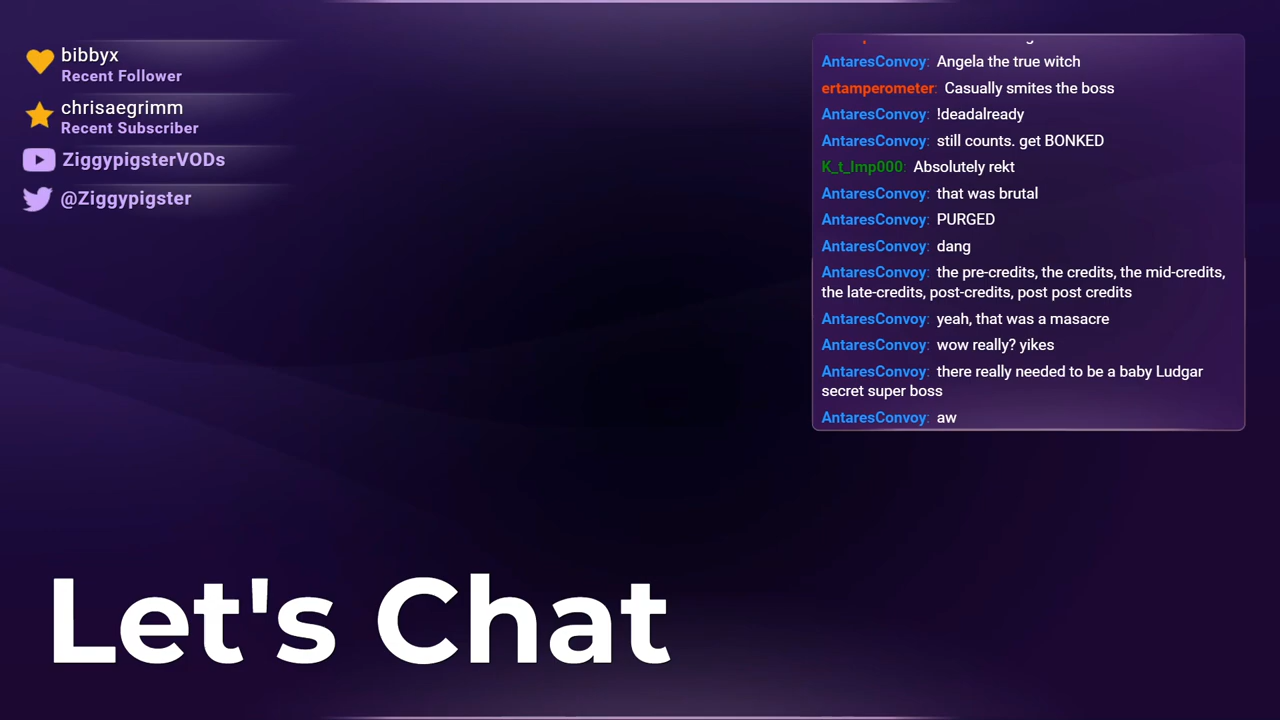 bibbyx
Recent Follower
chrisaegrimm
Recent Subscriber
ZiggypigsterVODs
@Ziggypigster
AntaresConvoy: Angela the true witch
ertamperometer: Casually smites the boss
AntaresConvoy: !deadalready
AntaresConvoy: still counts. get BONKED
K_t_Imp000: Absolutely rekt
AntaresConvoy: that was brutal
AntaresConvoy: PURGED
AntaresConvoy: dang
AntaresConvoy: the pre-credits, the credits, the mid-credits,
the late-credits, post-credits, post post credits
AntaresConvoy: yeah, that was a masacre
AntaresConvoy: wow really? yikes
AntaresConvoy: there really needed to be a baby Ludgar
secret super boss
AntaresConvoy: aw
Let's Chat